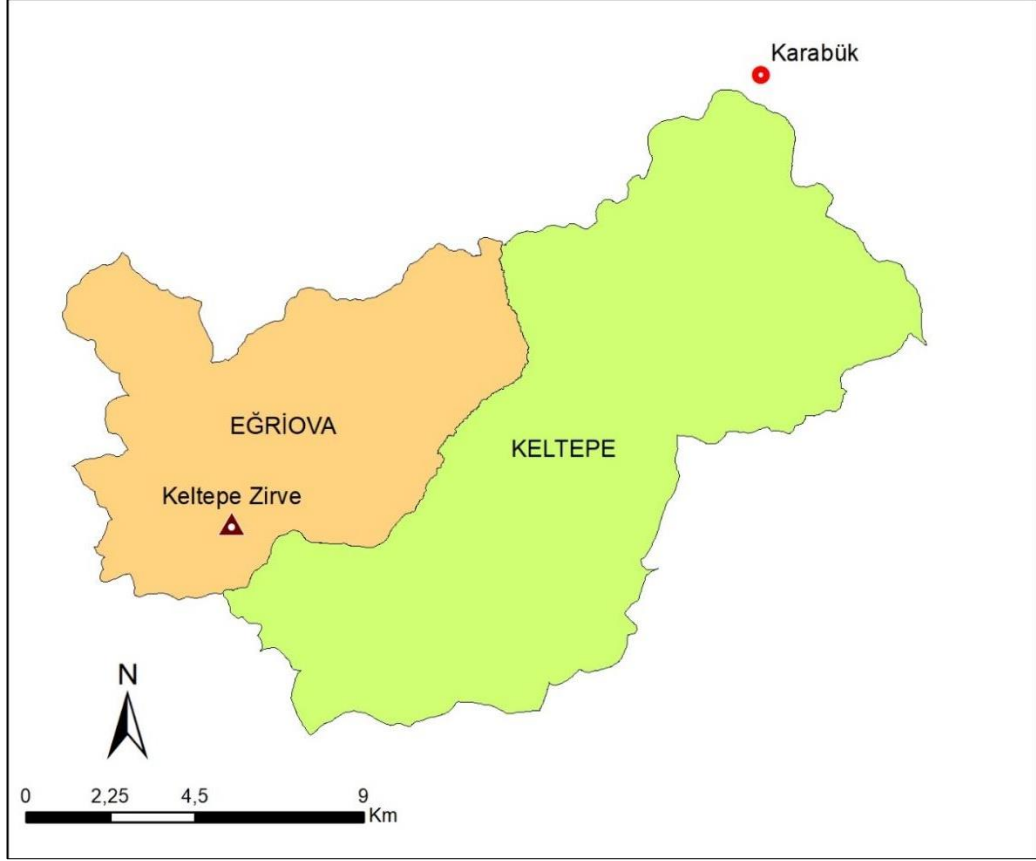 Karabük
EĞRİOVA
KELTEPE
Keltepe Zirve
N
0 2,25 4,5 9
Km